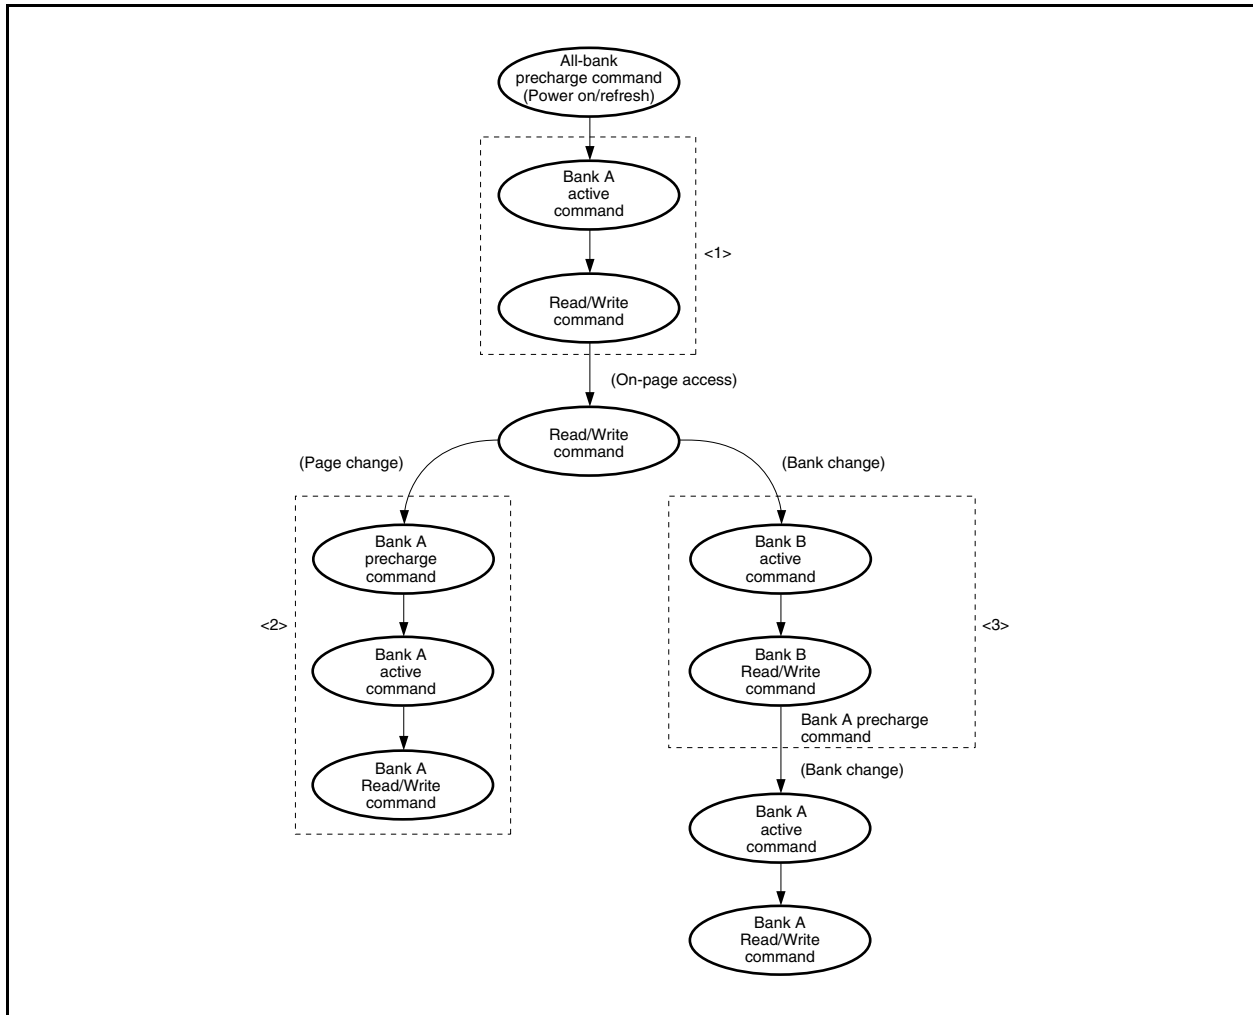 All-bank
precharge command
(Power on/refresh)
Bank A
active
command
<1>
Read/Write
command
(On-page access)
Read/Write
command
(Page change)
(Bank change)
Bank A
precharge
command
Bank B
active
command
<2>
<3>
Bank A
active
command
Bank B
Read/Write
command
Bank A precharge
command
Bank A
Read/Write
command
(Bank change)
Bank A
active
command
Bank A
Read/Write
command